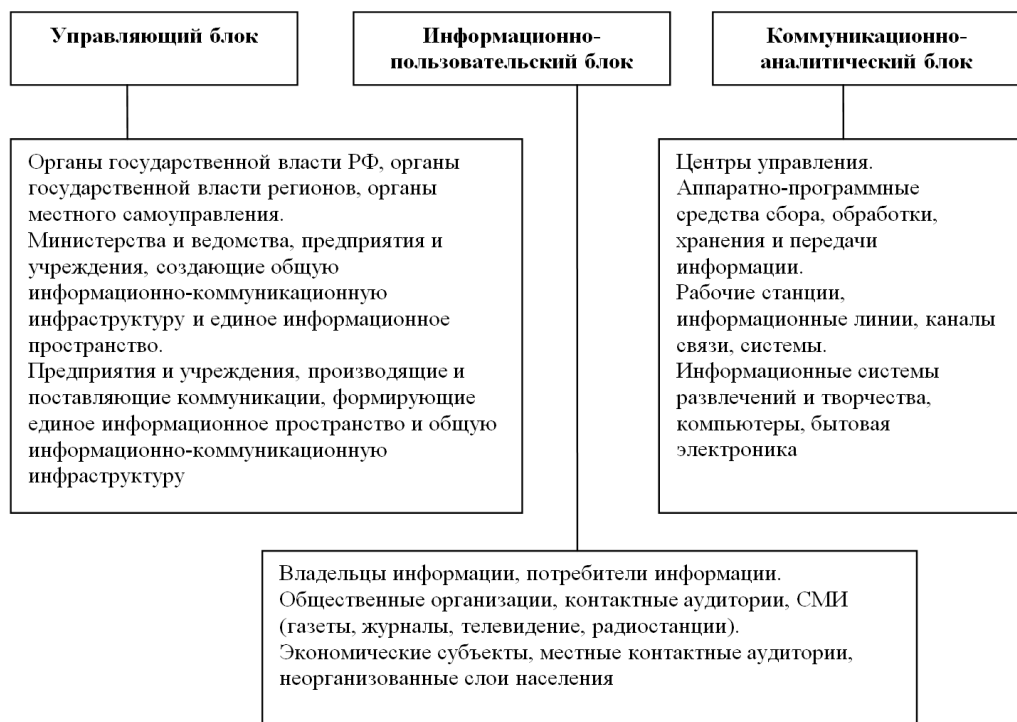 Управляющий блок
Информационно-
пользовательский блок
Коммуникационно-
аналитический блок
Органы государственной власти РФ, органы
государственной власти регионов, органы
местного самоуправления.
Министерства и ведомства, предприятия и
учреждения, создающие общую
информационно-коммуникационную
инфраструктуру и единое информационное
пространство.
Предприятия и учреждения, производящие и
поставляющие коммуникации, формирующие
единое информационное пространство и общую
информационно-коммуникационную
инфраструктуру
Центры управления.
Аппаратно-программные
средства сбора, обработки,
хранения и передачи
информации.
Рабочие станции,
информационные линии, каналы
связи, системы.
Информационные системы
развлечений и творчества,
компьютеры, бытовая
электроника
Владельцы информации, потребители информации.
Общественные организации, контактные аудитории, СМИ
(газеты, журналы, телевидение, радиостанции).
Экономические субъекты, местные контактные аудитории,
неорганизованные слои населения